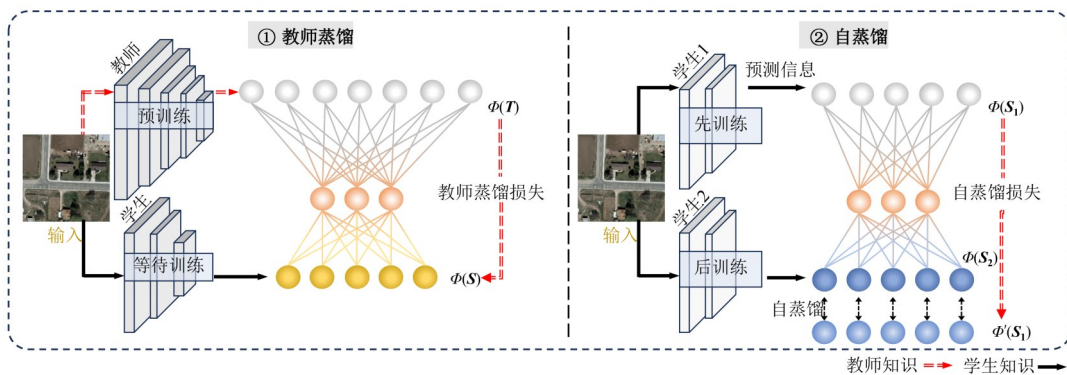 ① 教师蒸馏
教师
预训练
Φ(T)
教师蒸馏损失
学生
输入
等待训练
Φ(S)
② 自蒸馏
学生1
预测信息
先训练
Φ(S₁)
自蒸馏损失
学生2
输入
后训练
Φ(S₂)
自蒸馏
Φ'(S₁)
教师知识
学生知识